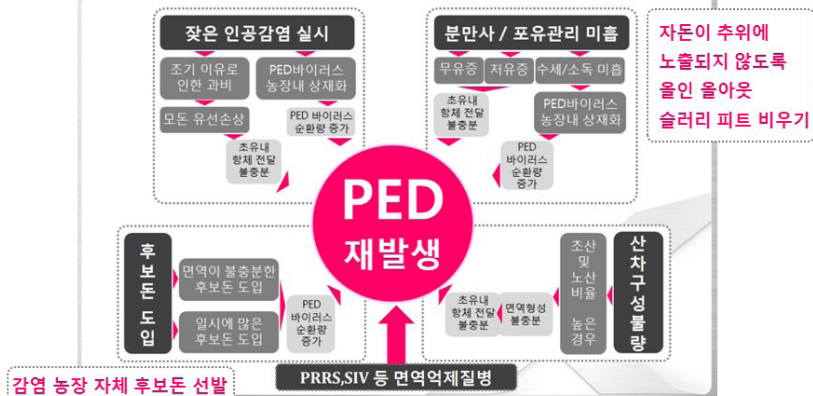 잦은 인공감염 실시
조기 이유로
인한 과비
PED바이러스
농장내 상재화
모돈 유선손상
PED 바이러스
순환량 증가
초유내
항체 전달
불충분
분만사 / 포유관리 미흡
무유증
저유증
수세/소독 미흡
초유내
항체 전달
불충분
PED바이러스
농장내 상재화
PED
바이러스
순환량
증가
자돈이 추위에
노출되지 않도록
올인 올아웃
슬러리 피트 비우기
PED
재발생
후보돈 도입
면역이 불충분한
후보돈 도입
일시에 많은
후보돈 도입
PED
바이러스
순환량
증가
초유내
항체 전달
불충분
면역형성
불충분
초산
및
노산
비율
높은
경우
산차구성불량
PRRS,SIV 등 면역억제질병
감염 농장 자체 후보돈 선발